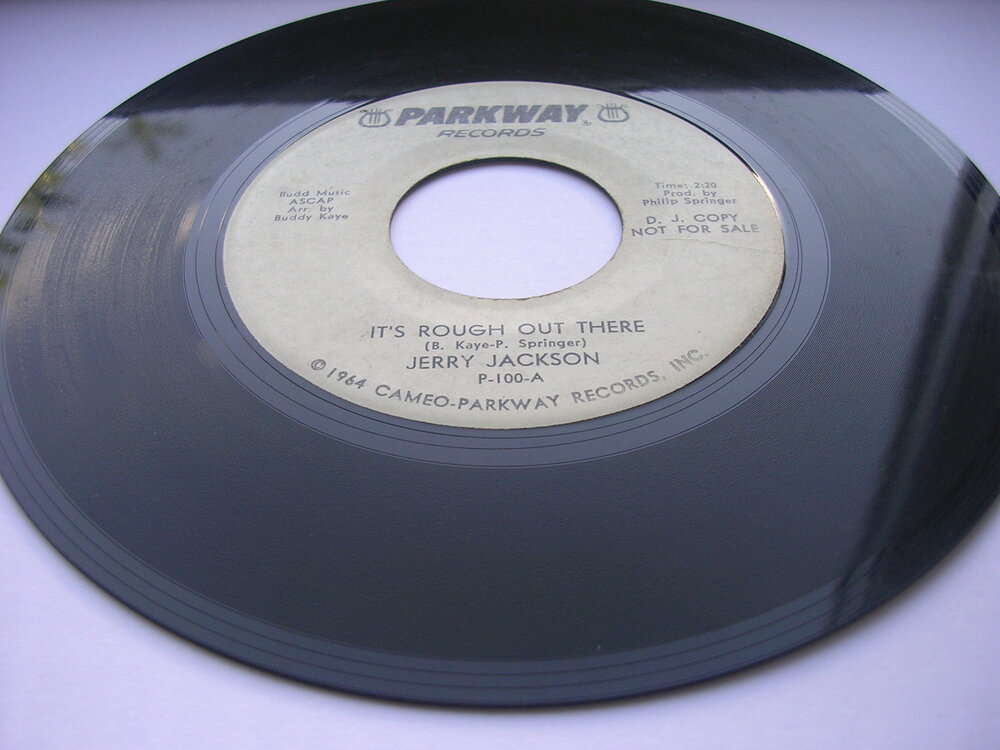 PARKWAY
RECORDS
Budd Music
ASCAP
Arr. by
Buddy Kaye
Time: 2:20
Prod. by
Philip Springer
D. J. COPY
NOT FOR SALE
IT'S ROUGH OUT THERE
(B. Kaye-P. Springer)
JERRY JACKSON
P-100-A
©1964 CAMEO-PARKWAY RECORDS, INC.